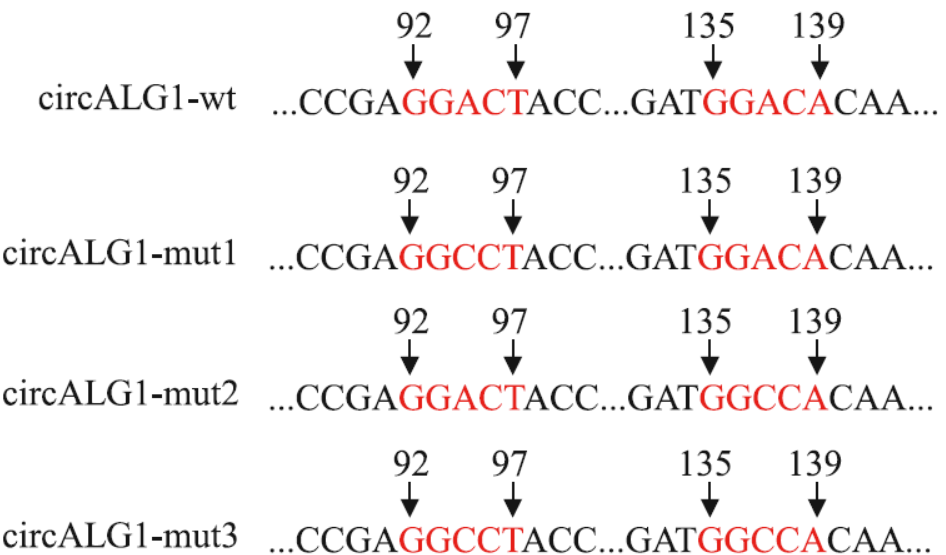 92 97 135 139
circALG1-wt ...CCGAGGACTACC...GATGGACACAA...
92 97 135 139
circALG1-mut1 ...CCGAGGCCTACC...GATGGACACAA...
92 97 135 139
circALG1-mut2 ...CCGAGGACTACC...GATGGCCACAA...
92 97 135 139
circALG1-mut3 ...CCGAGGCCTACC...GATGGCCACAA...